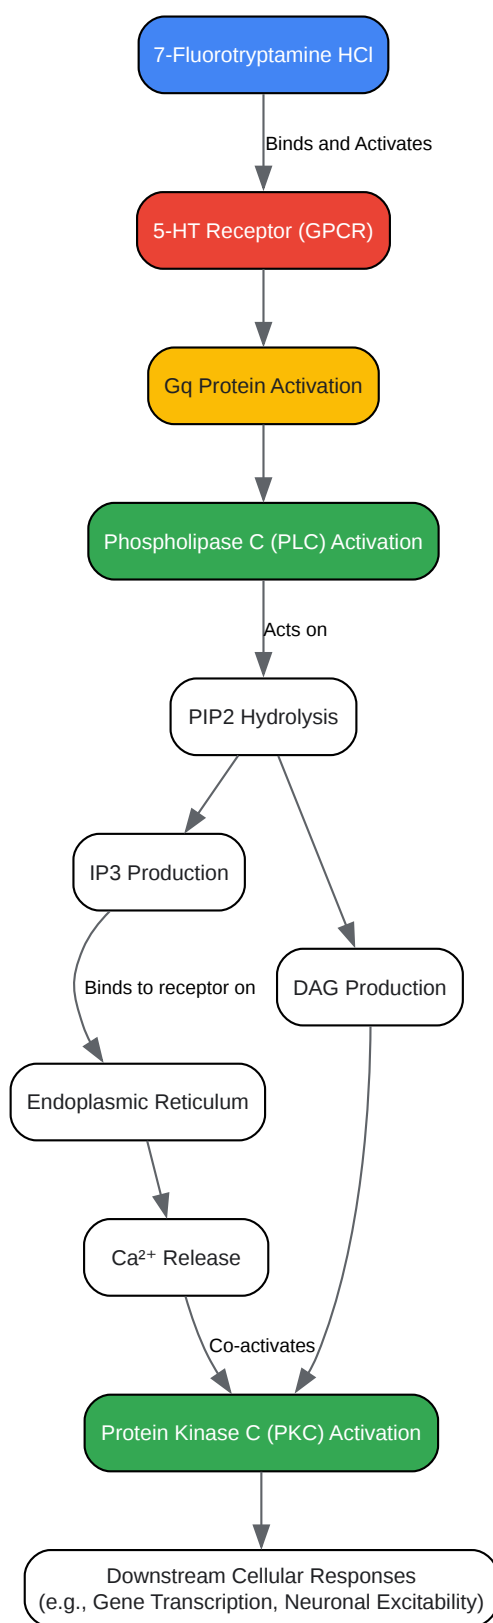 7-Fluorotryptamine HCl
Binds and Activates
5-HT Receptor (GPCR)
Gq Protein Activation
Phospholipase C (PLC) Activation
Acts on
PIP2 Hydrolysis
IP3 Production
DAG Production
Binds to receptor on
Endoplasmic Reticulum
Ca²⁺ Release
Co-activates
Protein Kinase C (PKC) Activation
Downstream Cellular Responses
(e.g., Gene Transcription, Neuronal Excitability)